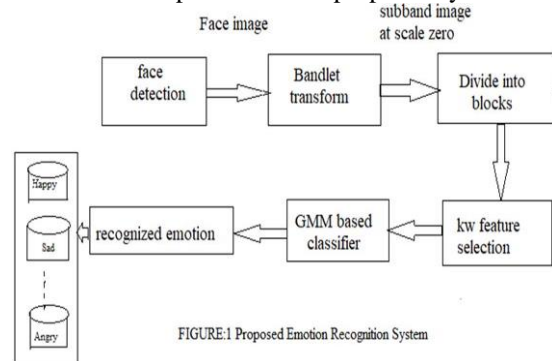 Face image
subband image
at scale zero
face
detection
Bandlet
transform
Divide into
blocks
Happy
Sad
Angry
recognized emotion
GMM based
classifier
kw feature
selection
FIGURE:1 Proposed Emotion Recognition System